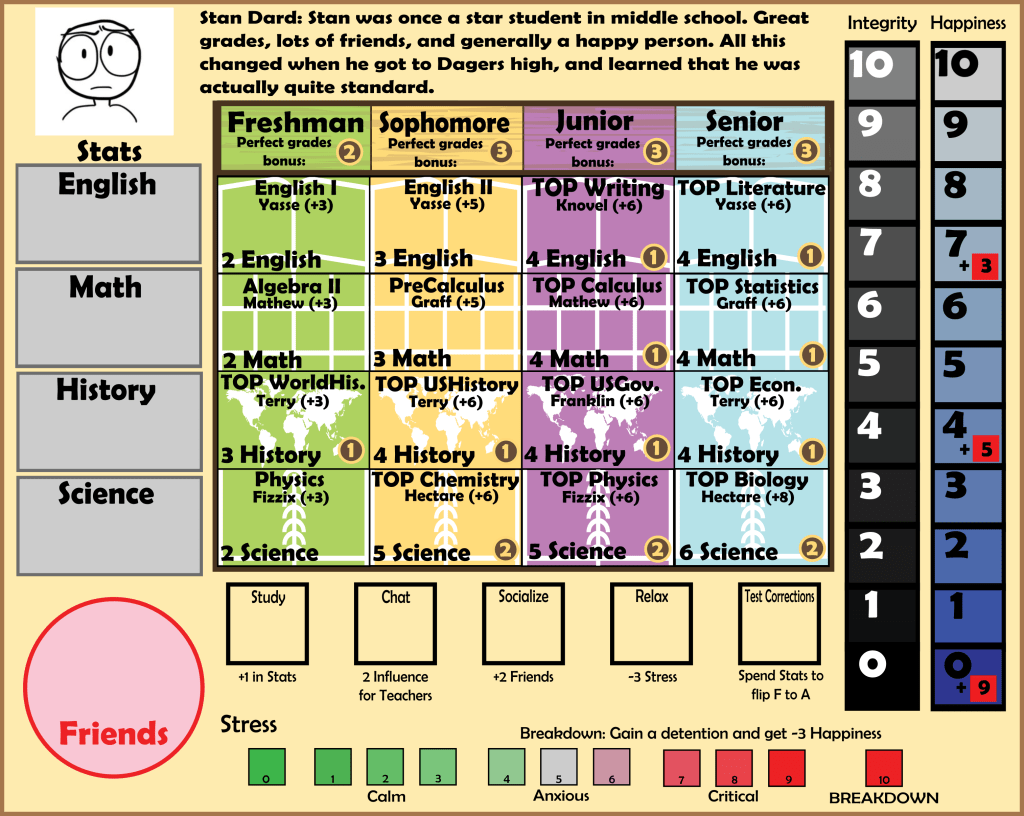 Stan Dard: Stan was once a star student in middle school. Great
grades, lots of friends, and generally a happy person. All this
changed when he got to Dagers high, and learned that he was
actually quite standard.
Integrity
Happiness
Stats
English
Math
History
Science
Friends
Freshman
Perfect grades
bonus: 2
Sophomore
Perfect grades
bonus: 3
Junior
Perfect grades
bonus: 3
Senior
Perfect grades
bonus: 3
English I
Yasse (+3)
2 English
English II
Yasse (+5)
3 English
TOP Writing
Knovel (+6)
4 English 1
TOP Literature
Yasse (+6)
4 English 1
Algebra II
Mathew (+3)
2 Math
PreCalculus
Graff (+5)
3 Math
TOP Calculus
Mathew (+6)
4 Math 1
TOP Statistics
Graff (+6)
4 Math 1
TOP WorldHis.
Terry (+3)
3 History 1
TOP USHistory
Terry (+6)
4 History 1
TOP USGov.
Franklin (+6)
4 History 1
TOP Econ.
Terry (+6)
4 History 1
Physics
Fizzix (+3)
2 Science
TOP Chemistry
Hectare (+6)
5 Science 2
TOP Physics
Fizzix (+6)
5 Science 2
TOP Biology
Hectare (+8)
6 Science 2
10
9
8
7
6
5
4
3
2
1
0
10
9
8
7
+ 3
6
5
4
+ 5
3
2
1
0
+ 9
Study
+1 in Stats
Chat
2 Influence
for Teachers
Socialize
+2 Friends
Relax
-3 Stress
Test Corrections
Spend Stats to
flip F to A
Stress
Breakdown: Gain a detention and get -3 Happiness
0
1
2
3
4
5
6
7
8
9
10
Calm
Anxious
Critical
BREAKDOWN